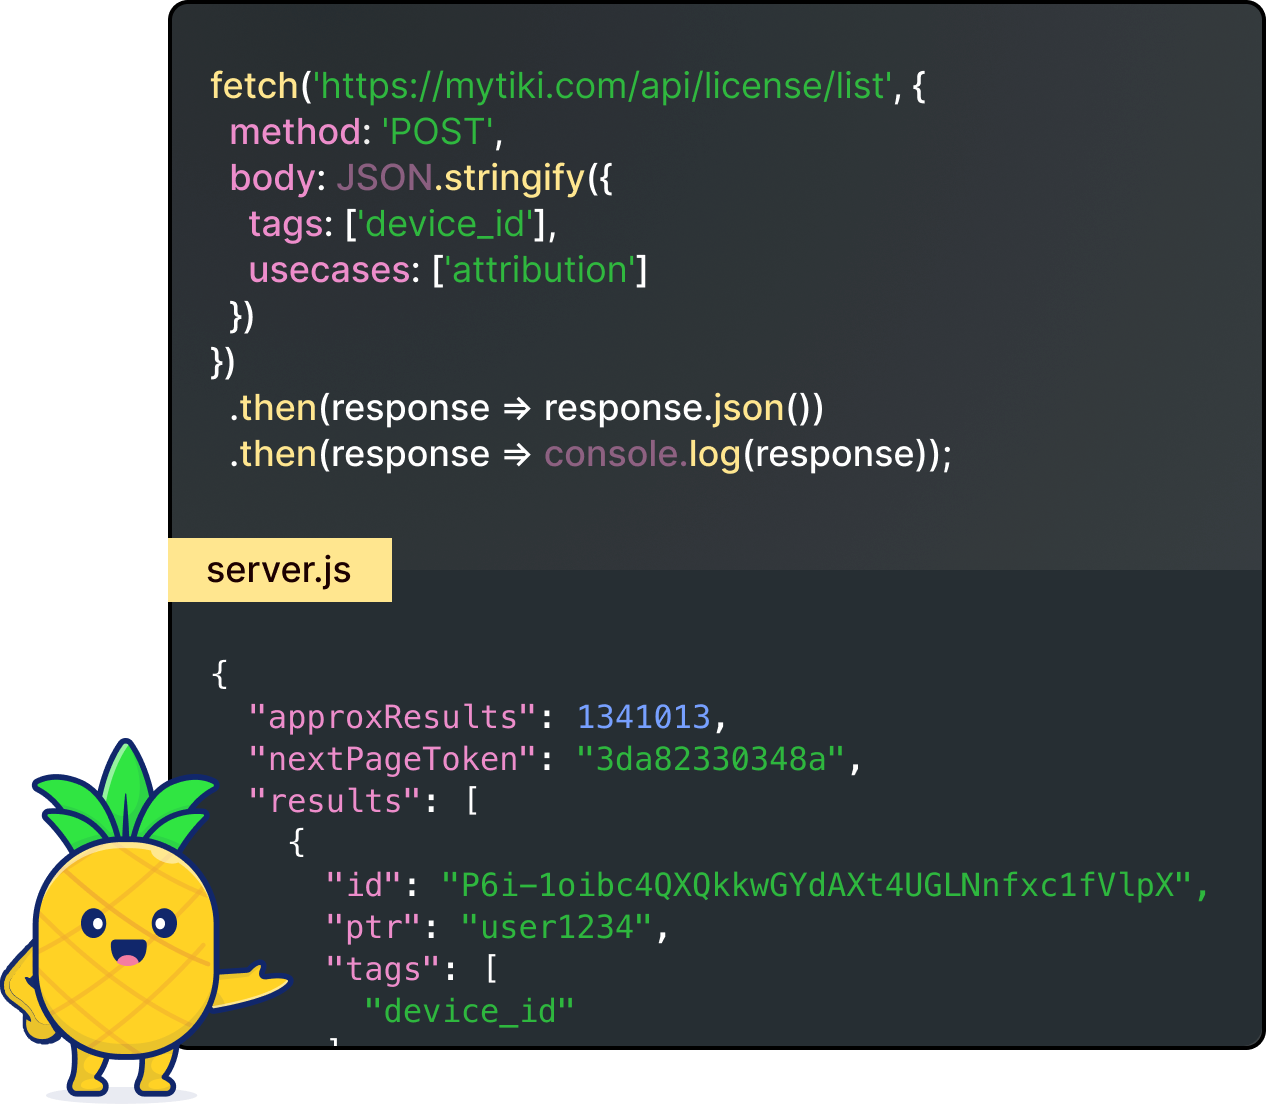 fetch('https://mytiki.com/api/license/list', {
method: 'POST',
body: JSON.stringify({
tags: ['device_id'],
usecases: ['attribution']
})
})
.then(response => response.json())
.then(response => console.log(response));
server.js
{
"approxResults": 1341013,
"nextPageToken": "3da82330348a",
"results": [
{
"id": "P6i-1oibc4QXQkkwGYdAXt4UGLNnfxc1fVlpX",
"ptr": "user1234",
"tags": [
"device_id"
]